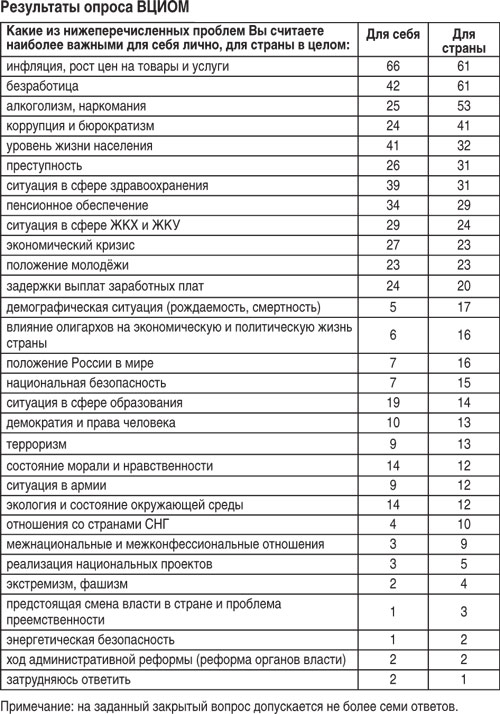 Результаты опроса ВЦИОМ
Какие из нижеперечисленных проблем Вы считаете наиболее важными для себя лично, для страны в целом: Для себя Для страны
инфляция, рост цен на товары и услуги 66 61
безработица 42 61
алкоголизм, наркомания 25 53
коррупция и бюрократизм 24 41
уровень жизни населения 41 32
преступность 26 31
ситуация в сфере здравоохранения 39 31
пенсионное обеспечение 34 29
ситуация в сфере ЖКХ и ЖКУ 29 24
экономический кризис 27 23
положение молодёжи 23 23
задержки выплат заработных плат 24 20
демографическая ситуация (рождаемость, смертность) 5 17
влияние олигархов на экономическую и политическую жизнь страны 6 16
положение России в мире 7 16
национальная безопасность 7 15
ситуация в сфере образования 19 14
демократия и права человека 10 13
терроризм 9 13
состояние морали и нравственности 14 12
ситуация в армии 9 12
экология и состояние окружающей среды 14 12
отношения со странами СНГ 4 10
межнациональные и межконфессиональные отношения 3 9
реализация национальных проектов 3 5
экстремизм, фашизм 2 4
предстоящая смена власти в стране и проблема преемственности 1 3
энергетическая безопасность 1 2
ход административной реформы (реформа органов власти) 2 2
затрудняюсь ответить 2 1
Примечание: на заданный закрытый вопрос допускается не более семи ответов.